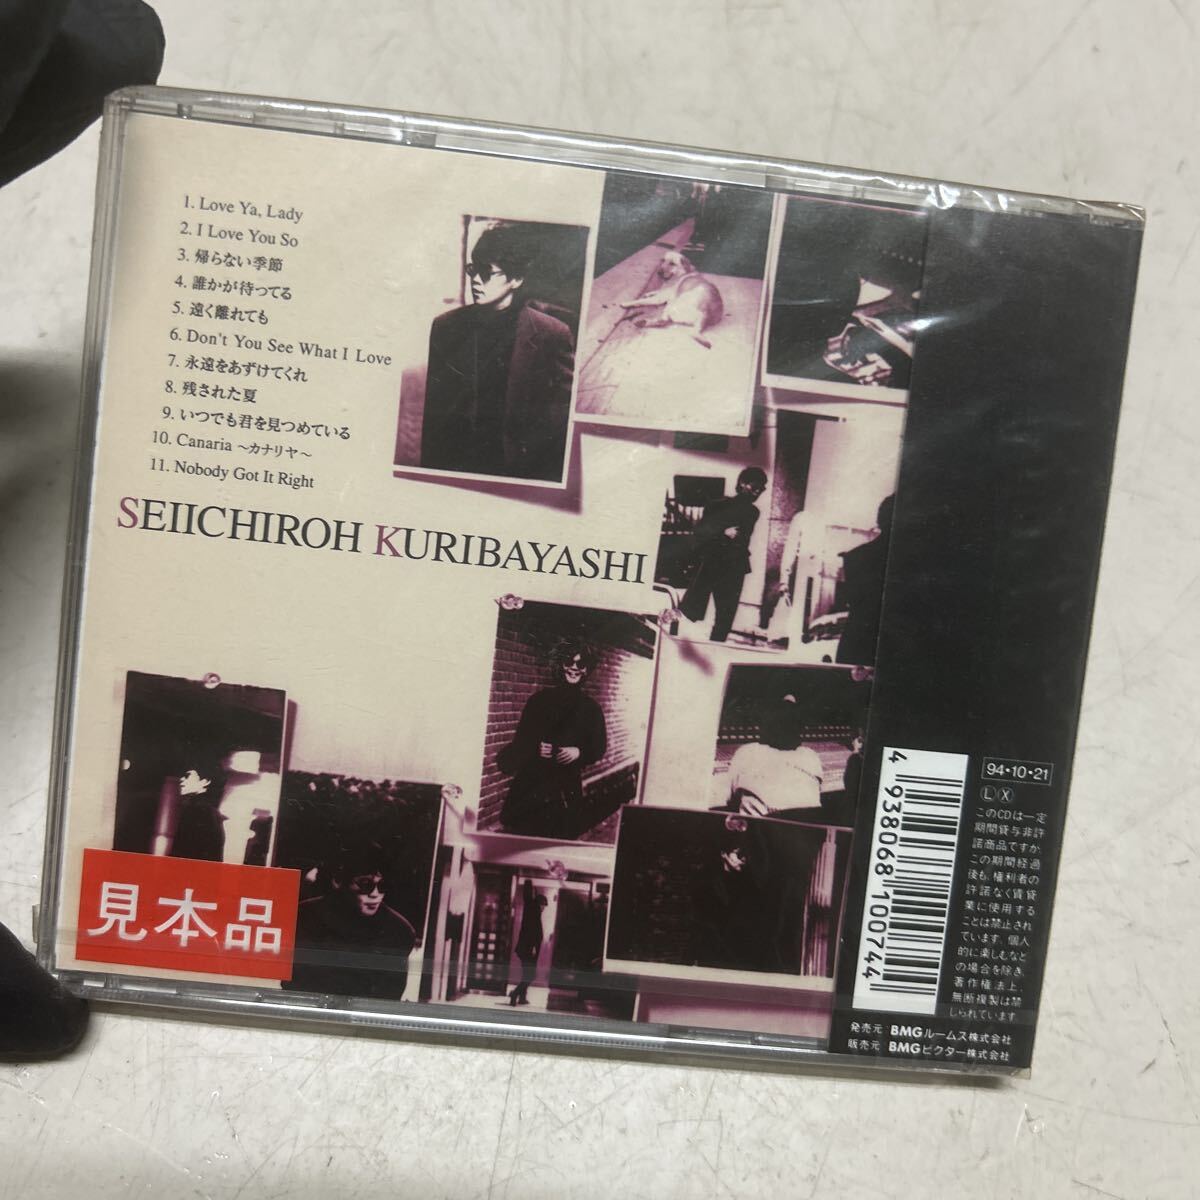 1. Love Ya, Lady
2. I Love You So
3. 帰らない季節
4. 誰かが待ってる
5. 遠く離れても
6. Don't You See What I Love
7. 永遠をあずけてくれ
8. 残された夏
9. いつでも君を見つめている
10. Canaria 〜カナリヤ〜
11. Nobody Got It Right
SEIICHIROH KURIBAYASHI
見本品
4 938068 100744
94・10・21
Ⓛ Ⓧ
このCDは一定
期間貸与非許
諾商品ですか、
この期間経過
後も、権利者の
許諾なく賃貸
業に使用する
ことは禁止され
ています。個人
的に楽しむなど
の場合を除き、
著作権法上、
無断複製は禁
じられています。
発売元:BMGルームス株式会社
販売元:BMGビクター株式会社